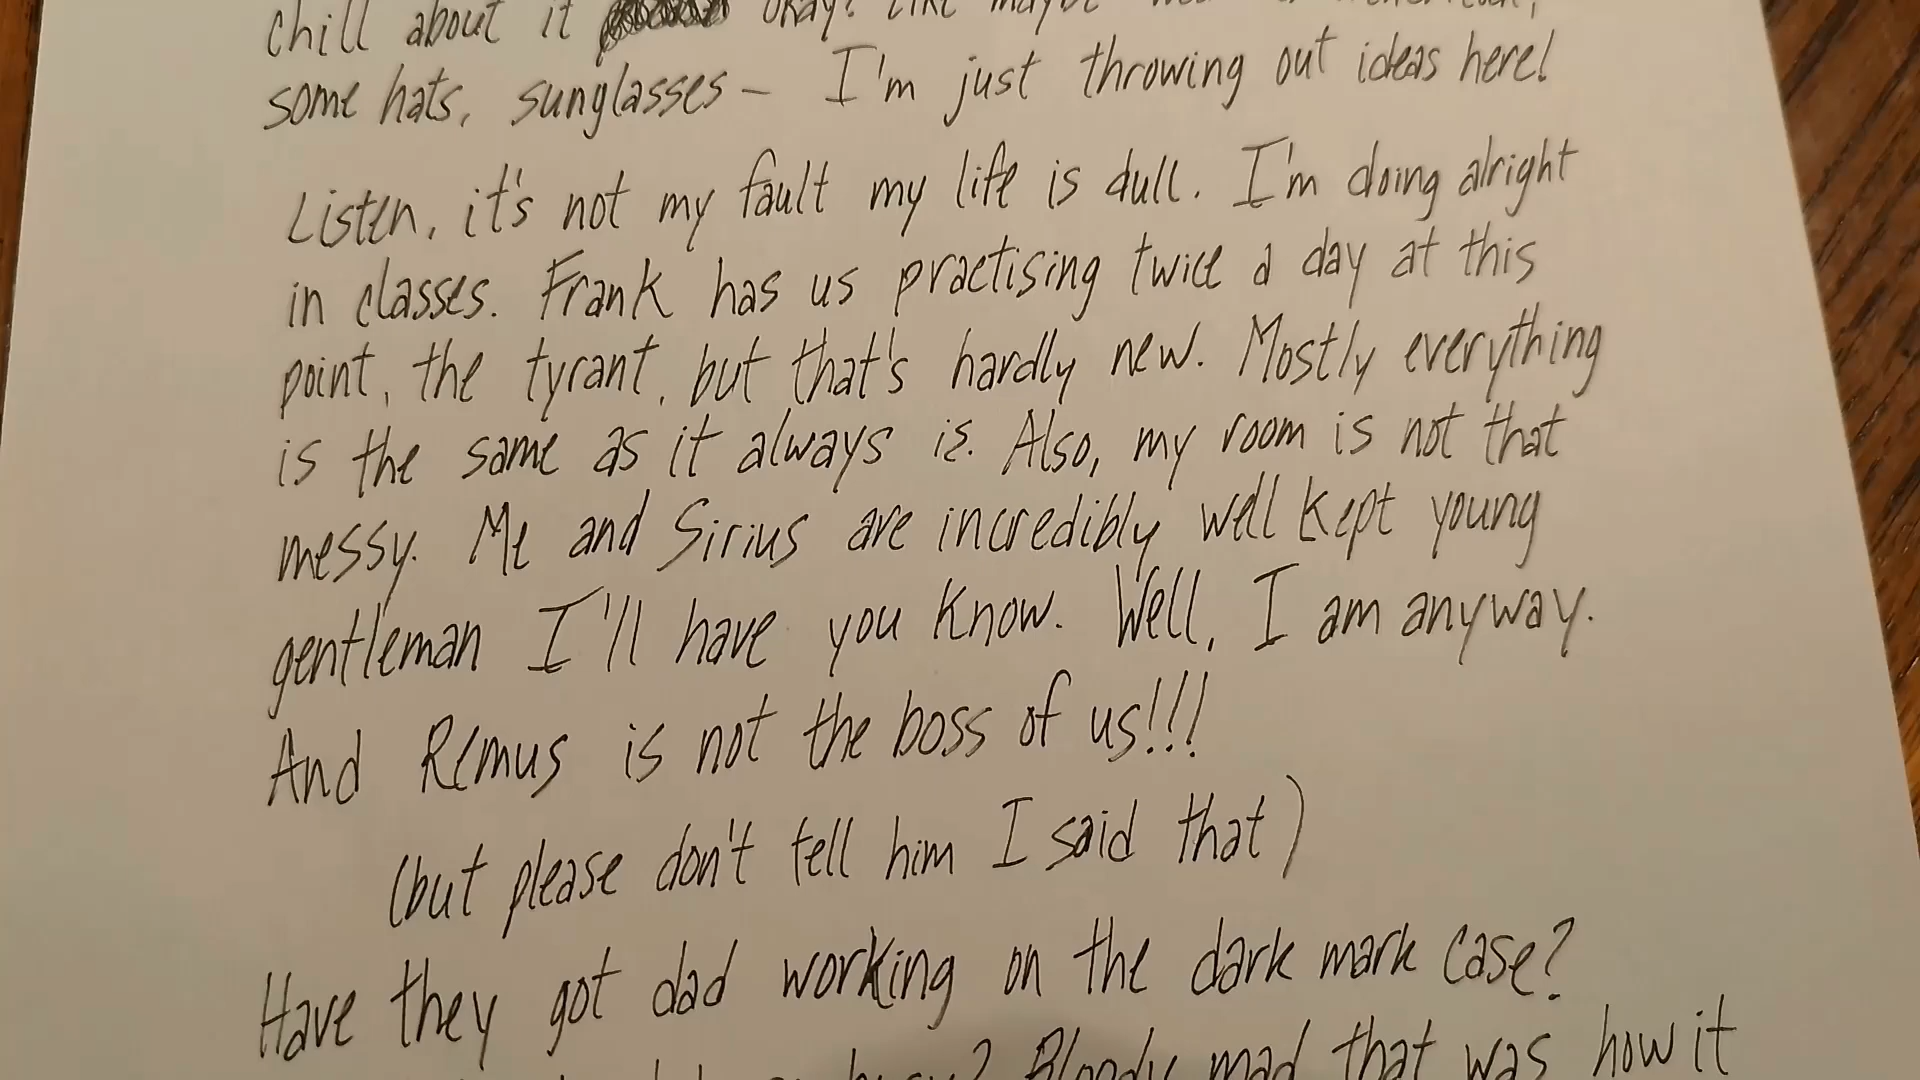 chill about it okay? Like maybe
some hats, sunglasses – I'm just throwing out ideas here!
Listen, it's not my fault my life is dull. I'm doing alright
in classes. Frank has us practising twice a day at this
point, the tyrant, but that's hardly new. Mostly everything
is the same as it always is. Also, my room is not that
messy. Me and Sirius are incredibly well kept young
gentleman I'll have you know. Well, I am anyway.
And Remus is not the boss of us!!!
(but please don't tell him I said that)
Have they got dad working on the dark mark case?
Bloody mad that was how it